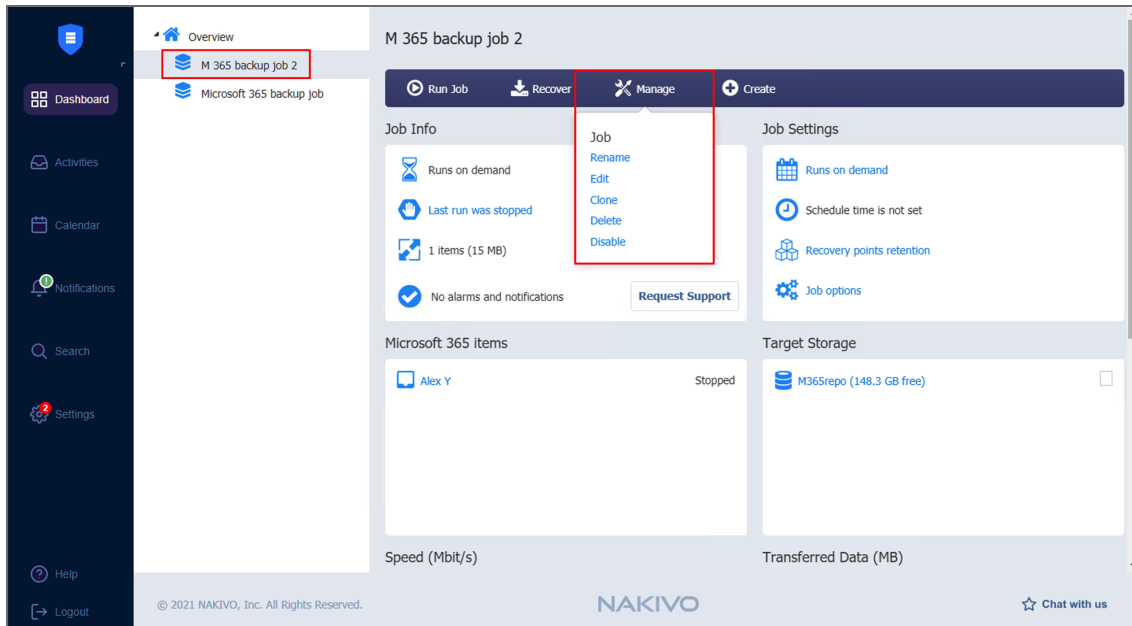 Dashboard
Activities
Calendar
Notifications
Search
2
Settings
Help
Logout
Overview
M 365 backup job 2
Microsoft 365 backup job
M 365 backup job 2
Run Job Recover Manage Create
Job Info
Runs on demand
Last run was stopped
1 items (15 MB)
No alarms and notifications
Request Support
Job
Rename
Edit
Clone
Delete
Disable
Job Settings
Runs on demand
Schedule time is not set
Recovery points retention
Job options
Microsoft 365 items
Alex Y Stopped
Target Storage
M365repo (148.3 GB free)
Speed (Mbit/s)
Transferred Data (MB)
© 2021 NAKIVO, Inc. All Rights Reserved.
NAKIVO
Chat with us